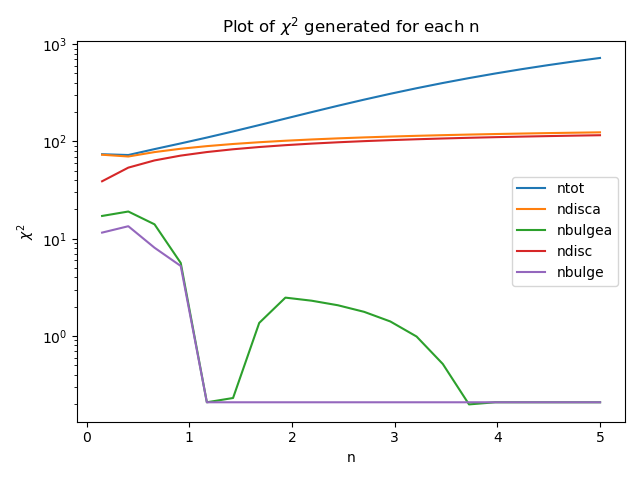 Plot of χ² generated for each n
10³
10²
10¹
10⁰
χ²
0 1 2 3 4 5
n
ntot
ndisca
nbulgea
ndisc
nbulge